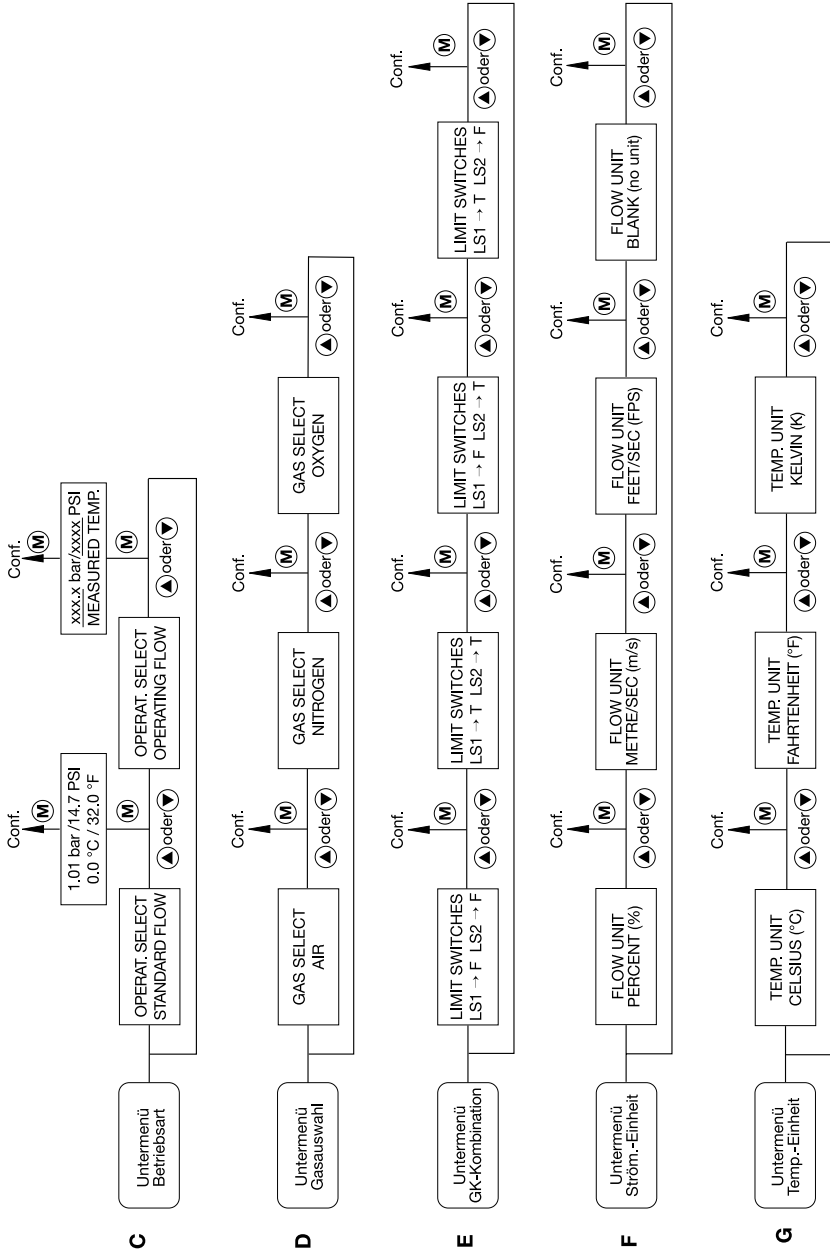 C
Untermenü
Betriebsart
OPERAT. SELECT
STANDARD FLOW
1.01 bar /14.7 PSI
0.0 °C / 32.0 °F
M
M
Conf.
▲ oder ▼
OPERAT. SELECT
OPERATING FLOW
xxx.x bar/xxxx PSI
MEASURED TEMP.
M
M
Conf.
▲ oder ▼
D
Untermenü
Gasauswahl
GAS SELECT
AIR
M
Conf.
▲ oder ▼
GAS SELECT
NITROGEN
M
Conf.
▲ oder ▼
GAS SELECT
OXYGEN
M
Conf.
▲ oder ▼
E
Untermenü
GK-Kombination
LIMIT SWITCHES
LS1 → F LS2 → F
M
Conf.
▲ oder ▼
LIMIT SWITCHES
LS1 → T LS2 → T
M
Conf.
▲ oder ▼
LIMIT SWITCHES
LS1 → F LS2 → T
M
Conf.
▲ oder ▼
LIMIT SWITCHES
LS1 → T LS2 → F
M
Conf.
▲ oder ▼
F
Untermenü
Ström.-Einheit
FLOW UNIT
PERCENT (%)
M
Conf.
▲ oder ▼
FLOW UNIT
METRE/SEC (m/s)
M
Conf.
▲ oder ▼
FLOW UNIT
FEET/SEC (FPS)
M
Conf.
▲ oder ▼
FLOW UNIT
BLANK (no unit)
M
Conf.
▲ oder ▼
G
Untermenü
Temp.-Einheit
TEMP. UNIT
CELSIUS (°C)
M
Conf.
▲ oder ▼
TEMP. UNIT
FAHRTENHEIT (°F)
M
Conf.
▲ oder ▼
TEMP. UNIT
KELVIN (K)
M
Conf.
▲ oder ▼